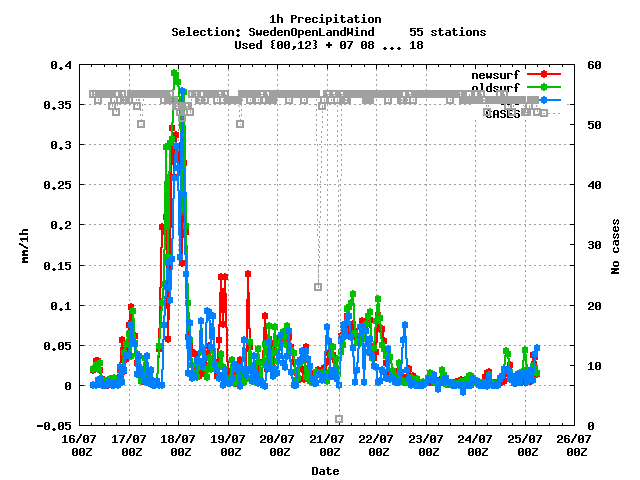 1h Precipitation
Selection: SwedenOpenLandWind 55 stations
Used {00,12} + 07 08 ... 18
newsurf
oldsurf
CASES
mm/1h
0,4
0,35
0,3
0,25
0,2
0,15
0,1
0,05
0
-0,05
No cases
60
50
40
30
20
10
0
16/07 17/07 18/07 19/07 20/07 21/07 22/07 23/07 24/07 25/07 26/07
00Z 00Z 00Z 00Z 00Z 00Z 00Z 00Z 00Z 00Z 00Z
Date